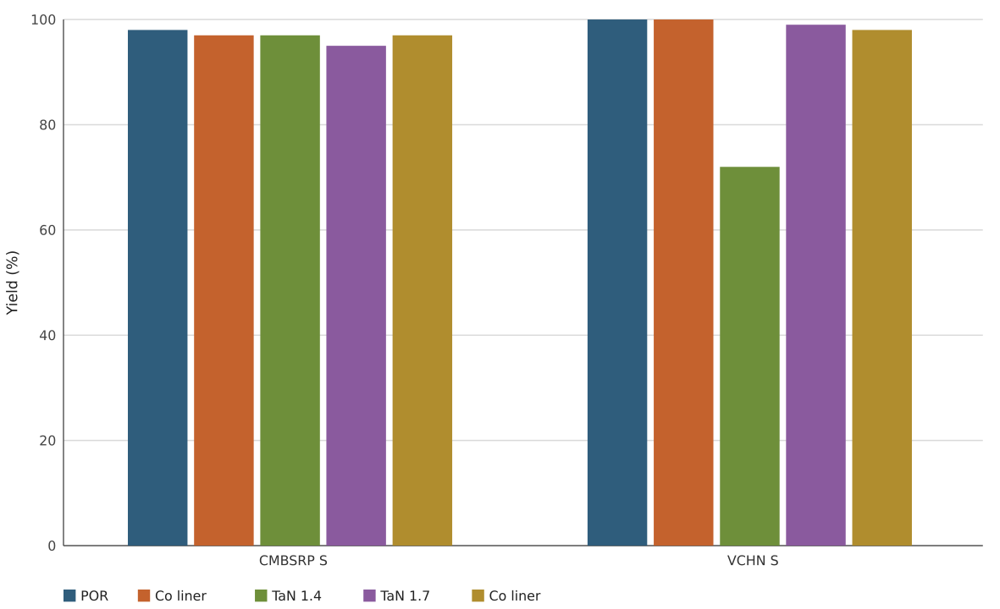 100
80
60
40
20
0
Yield (%)
CMBSRP S VCHN S
POR Co liner TaN 1.4 TaN 1.7 Co liner